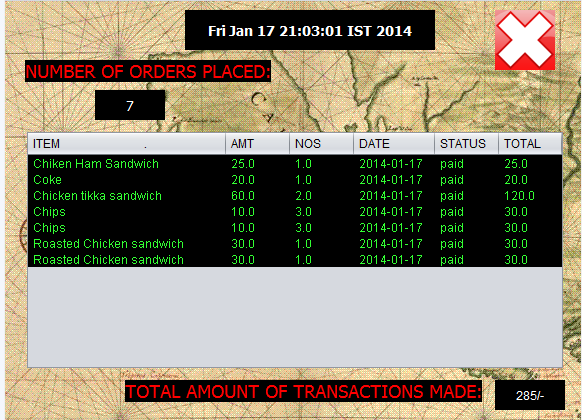 Fri Jan 17 21:03:01 IST 2014
NUMBER OF ORDERS PLACED:
7
ITEM . AMT NOS DATE STATUS TOTAL
Chiken Ham Sandwich 25.0 1.0 2014-01-17 paid 25.0
Coke 20.0 1.0 2014-01-17 paid 20.0
Chicken tikka sandwich 60.0 2.0 2014-01-17 paid 120.0
Chips 10.0 3.0 2014-01-17 paid 30.0
Chips 10.0 3.0 2014-01-17 paid 30.0
Roasted Chicken sandwich 30.0 1.0 2014-01-17 paid 30.0
Roasted Chicken sandwich 30.0 1.0 2014-01-17 paid 30.0
TOTAL AMOUNT OF TRANSACTIONS MADE:
285/-